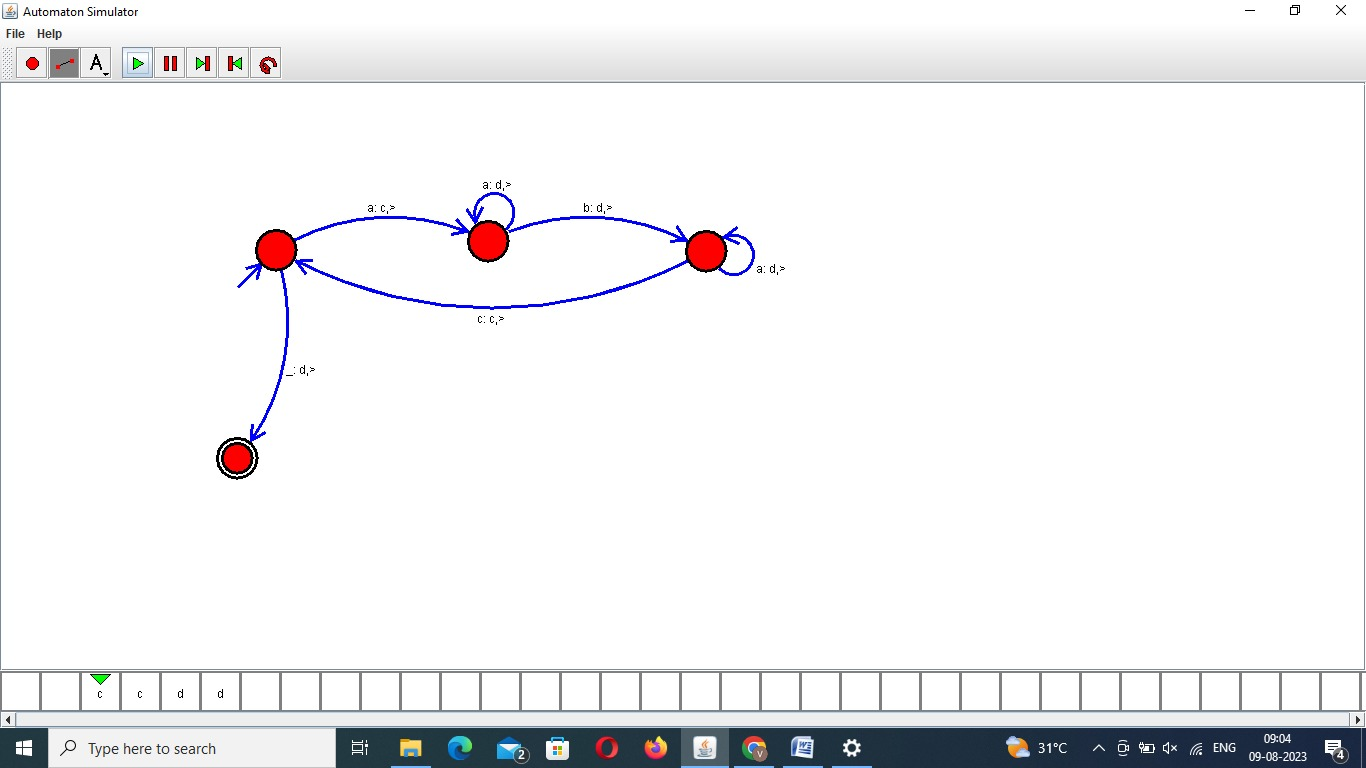 Automaton Simulator
File Help
A
a: d,>
a: c,>
b: d,>
a: d,>
c: c,>
_: d,>
c c d d
Type here to search
2
V
W
31°C
ENG
09:04
09-08-2023
4